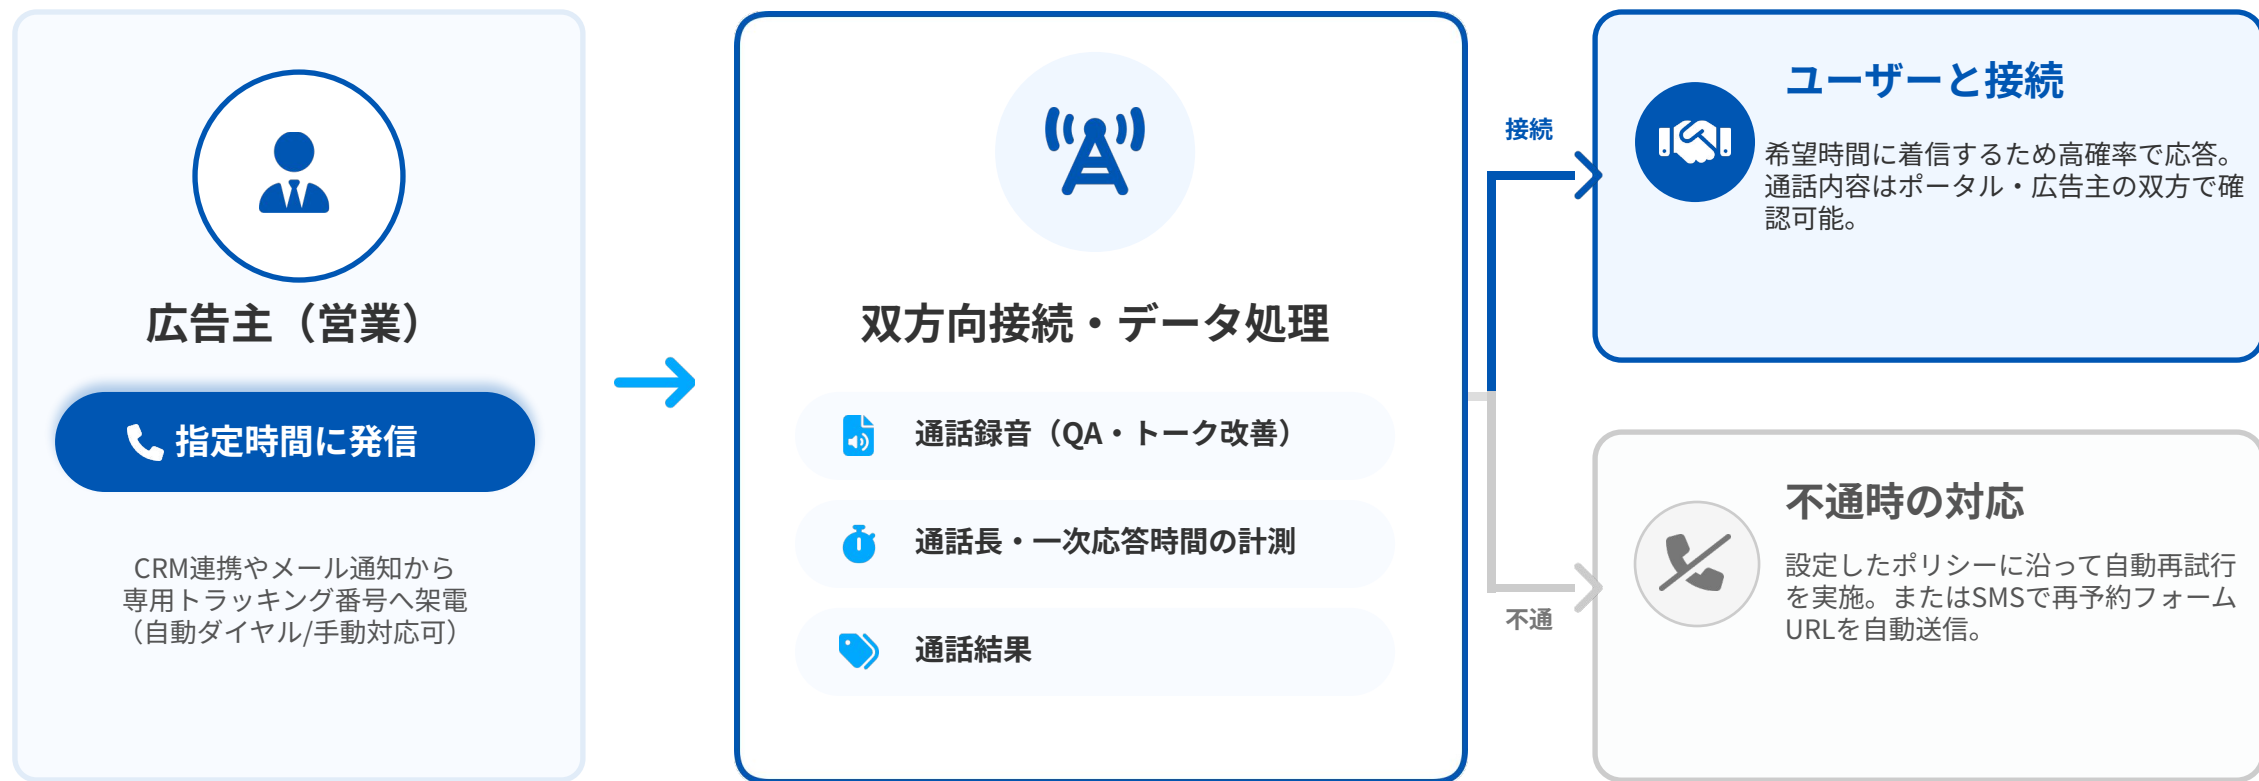 広告主（営業）
指定時間に発信
CRM連携やメール通知から
専用トラッキング番号へ架電
（自動ダイヤル/手動対応可）
双方向接続・データ処理
通話録音（QA・トーク改善）
通話長・一次応答時間の計測
通話結果
接続
不通
ユーザーと接続
希望時間に着信するため高確率で応答。
通話内容はポータル・広告主の双方で確
認可能。
不通時の対応
設定したポリシーに沿って自動再試行
を実施。またはSMSで再予約フォーム
URLを自動送信。